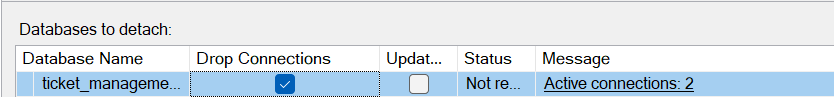 Databases to detach:
Database Name Drop Connections Updat... Status Message
ticket_manageme... Not re... Active connections: 2